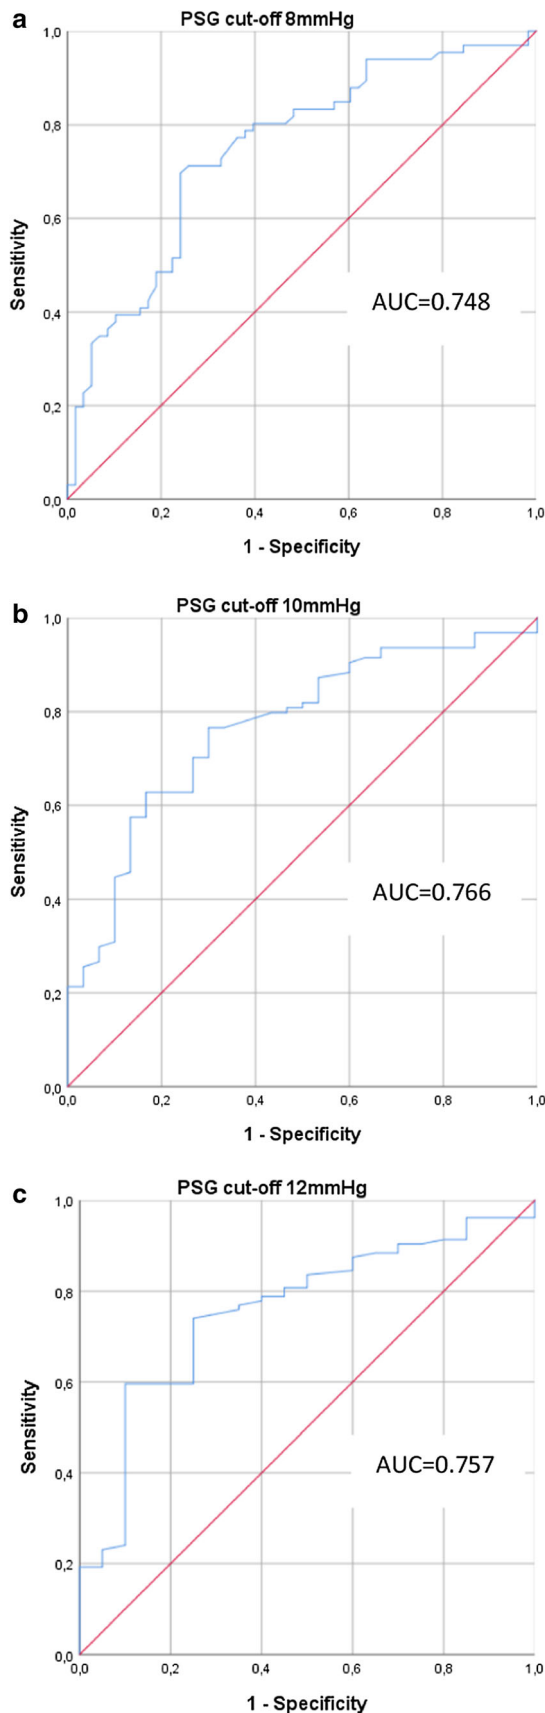 a
PSG cut-off 8mmHg
1,0
0,8
0,6
0,4
0,2
0,0
Sensitivity
AUC=0.748
0,0 0,2 0,4 0,6 0,8 1,0
1 - Specificity
b
PSG cut-off 10mmHg
1,0
0,8
0,6
0,4
0,2
0,0
Sensitivity
AUC=0.766
0,0 0,2 0,4 0,6 0,8 1,0
1 - Specificity
c
PSG cut-off 12mmHg
1,0
0,8
0,6
0,4
0,2
0,0
Sensitivity
AUC=0.757
0,0 0,2 0,4 0,6 0,8 1,0
1 - Specificity